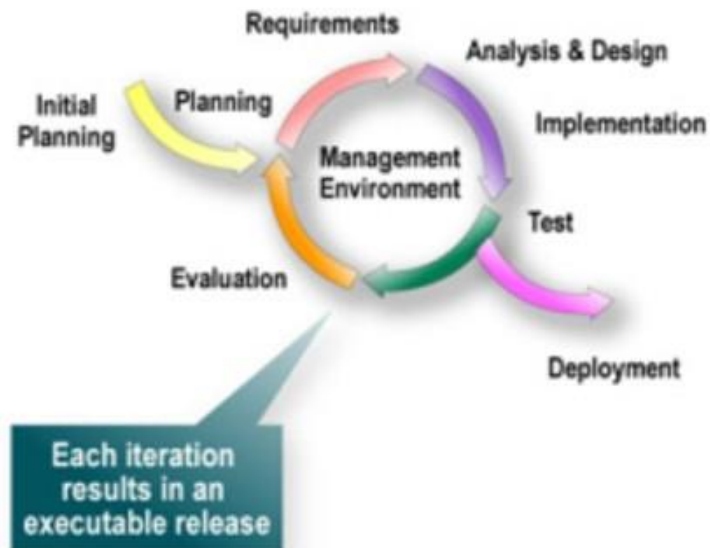 Requirements
Analysis & Design
Planning
Initial
Planning
Implementation
Management
Environment
Test
Evaluation
Deployment
Each iteration
results in an
executable release